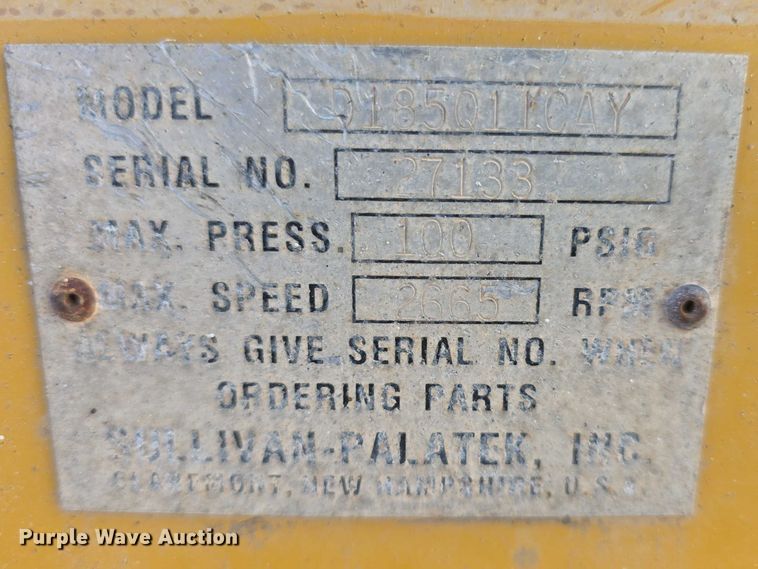 MODEL D185Q11CAY
SERIAL NO. 27133
MAX. PRESS. 100 PSIG
MAX. SPEED 2665 RPM
ALWAYS GIVE SERIAL NO. WHEN
ORDERING PARTS
SULLIVAN-PALATEK, INC.
CLAREMONT, NEW HAMPSHIRE, U.S.A.
Purple Wave Auction